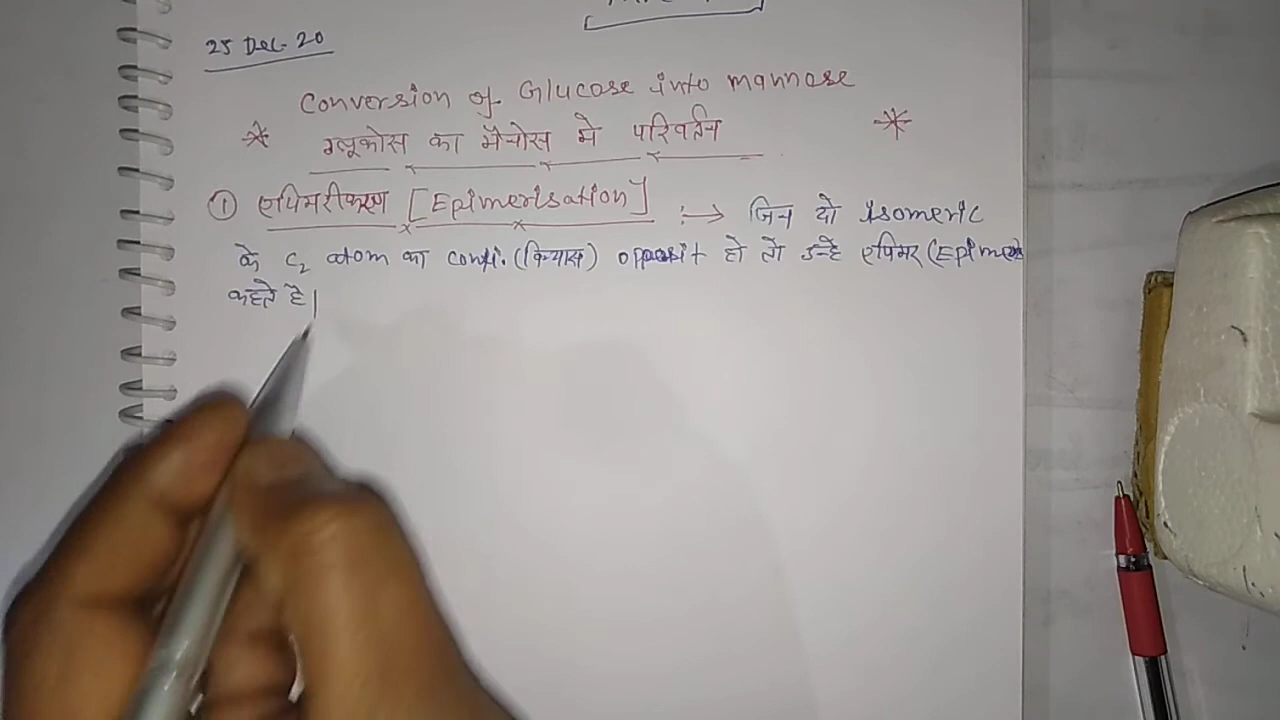 25 Dec-20
Conversion of Glucose into mannose
* ग्लूकोस का मैनोस मे परिवर्तन *
① एपिमरीकरण [Epimerisation] :→ जिन दो isomeric
के C₂ atom का confi. (विन्यास) opposit हो तो उन्हे एपिमर (Epimer
कहते है|